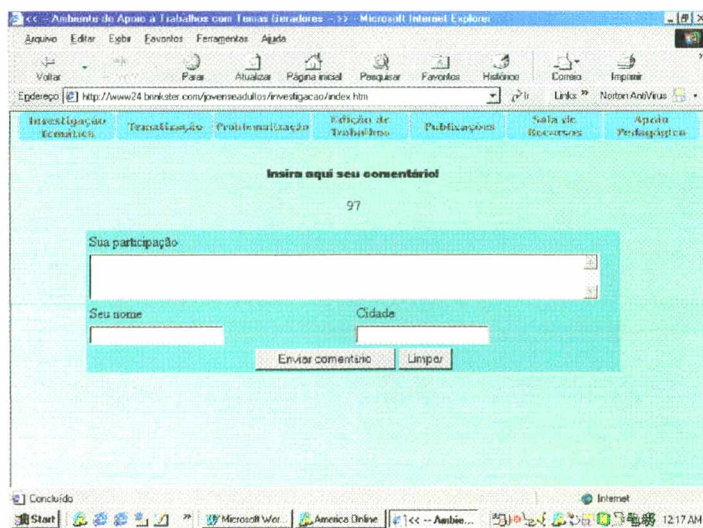 << -- Ambiente de Apoio a Trabalhos com Temas Geradores -- >> - Microsoft Internet Explorer
Arquivo Editar Exibir Favoritos Ferramentas Ajuda
Voltar Parar Atualizar Página inicial Pesquisar Favoritos Histórico Correio Imprimir
Endereço http://www24.brinkster.com/jovenseadultos/investigacao/index.htm Ir Links » Norton AntiVirus
Investigação Temática Tematização Problematização Edição de Trabalhos Publicações Sala de Recursos Apoio Pedagógico
Insira aqui seu comentário!
97
Sua participação
Seu nome Cidade
Enviar comentário Limpar
Concluído Internet
Start » Microsoft Wor... America Online << -- Ambie... 12:17 AM